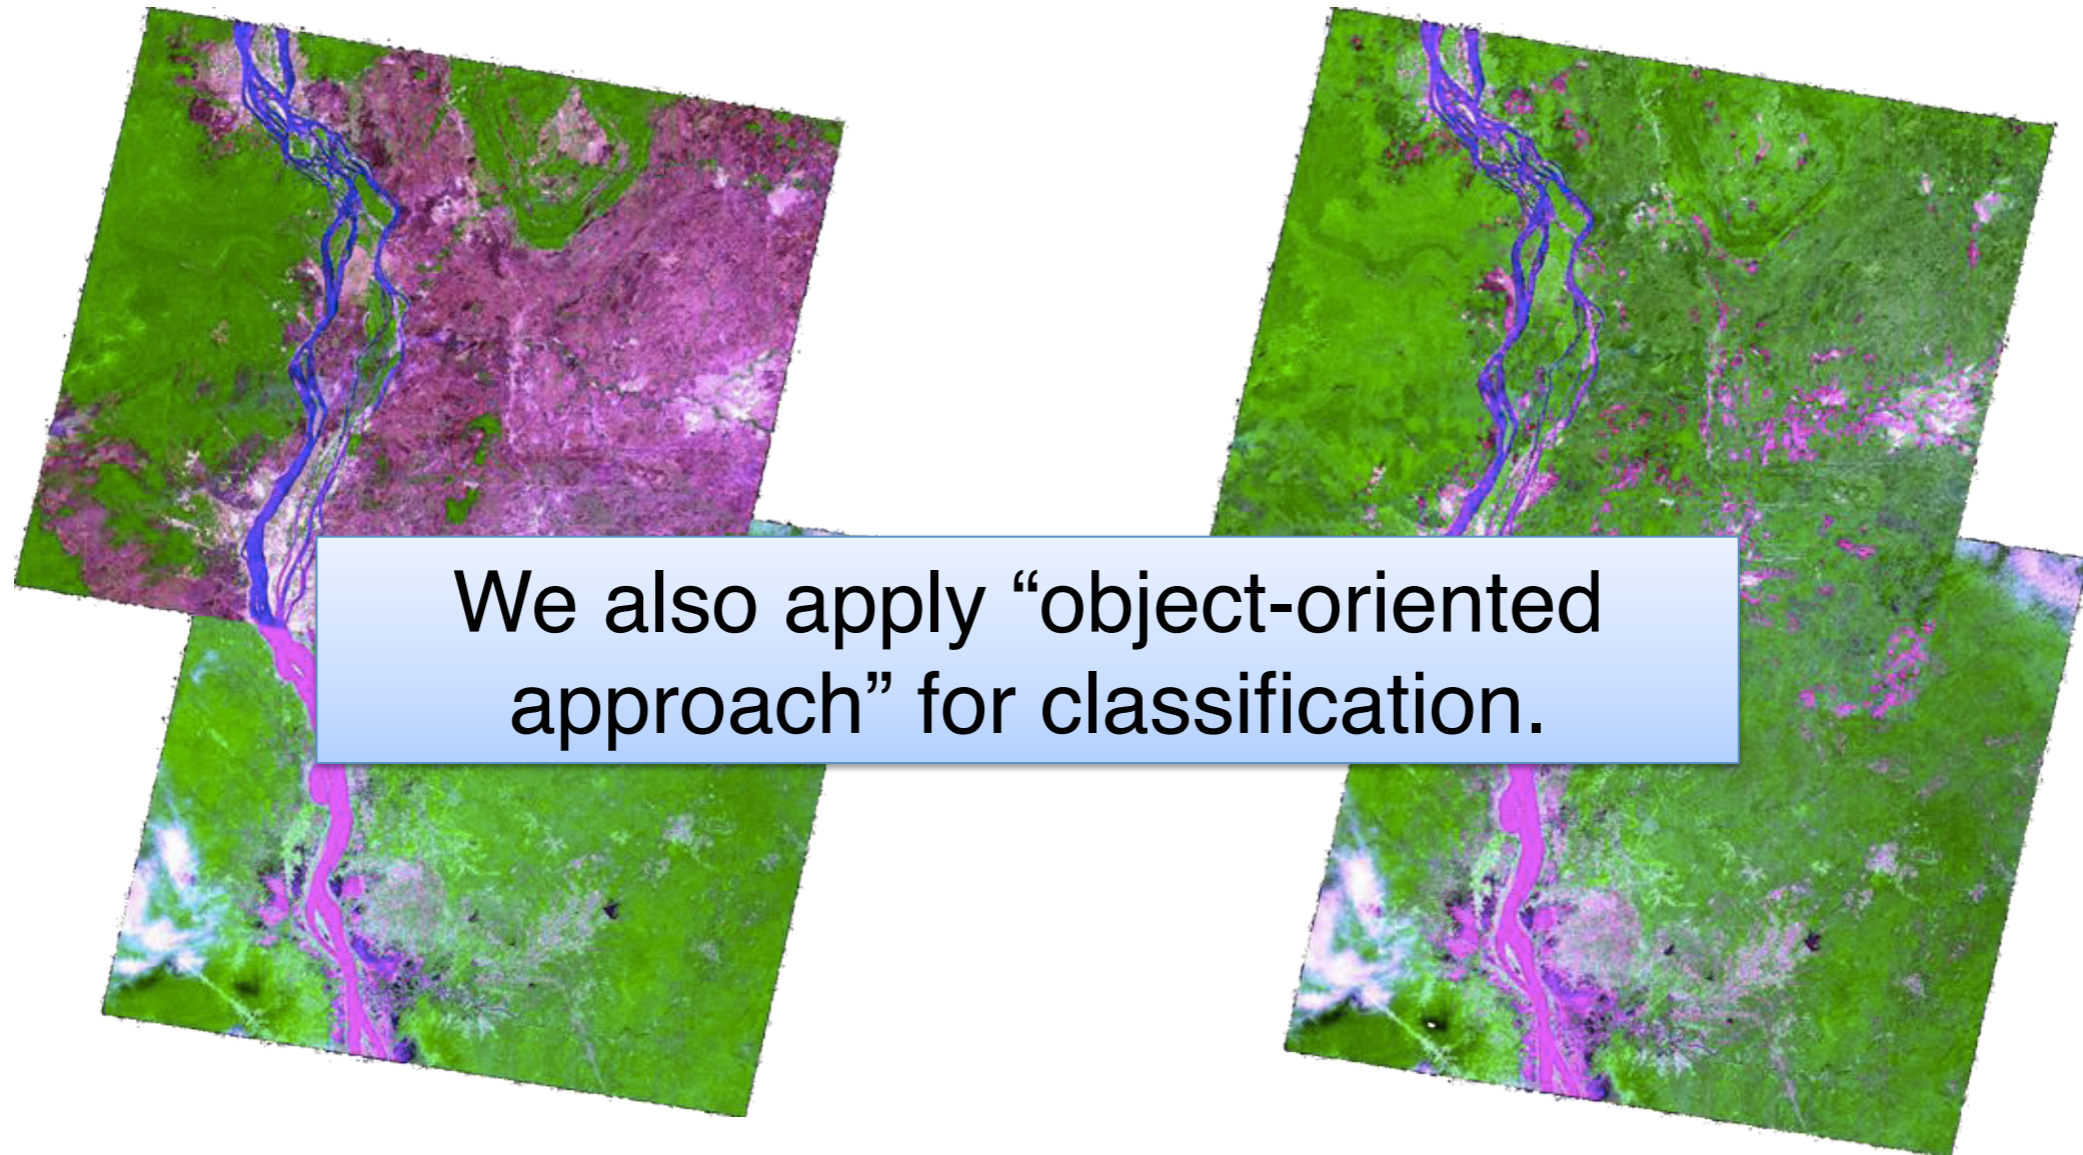 We also apply “object-oriented
approach” for classification.